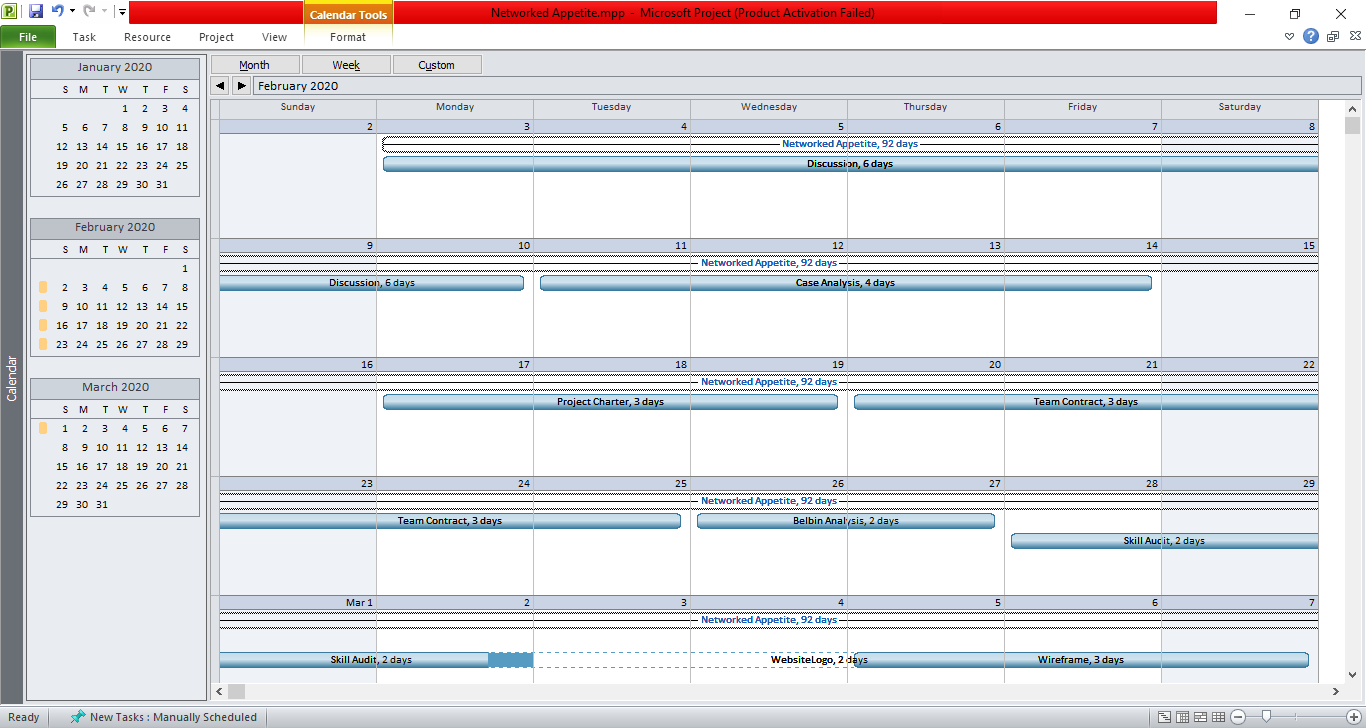 Networked Appetite.mpp - Microsoft Project (Product Activation Failed)
Calendar Tools
File Task Resource Project View Format
Month Week Custom
February 2020
January 2020
S M T W T F S
1 2 3 4
5 6 7 8 9 10 11
12 13 14 15 16 17 18
19 20 21 22 23 24 25
26 27 28 29 30 31
February 2020
S M T W T F S
1
2 3 4 5 6 7 8
9 10 11 12 13 14 15
16 17 18 19 20 21 22
23 24 25 26 27 28 29
March 2020
S M T W T F S
1 2 3 4 5 6 7
8 9 10 11 12 13 14
15 16 17 18 19 20 21
22 23 24 25 26 27 28
29 30 31
Calendar
Sunday Monday Tuesday Wednesday Thursday Friday Saturday
2 3 4 5 6 7 8
Networked Appetite, 92 days
Discussion, 6 days
9 10 11 12 13 14 15
Networked Appetite, 92 days
Discussion, 6 days Case Analysis, 4 days
16 17 18 19 20 21 22
Networked Appetite, 92 days
Project Charter, 3 days Team Contract, 3 days
23 24 25 26 27 28 29
Networked Appetite, 92 days
Team Contract, 3 days Belbin Analysis, 2 days
Skill Audit, 2 days
Mar 1 2 3 4 5 6 7
Networked Appetite, 92 days
Skill Audit, 2 days WebsiteLogo, 2 days Wireframe, 3 days
Ready New Tasks : Manually Scheduled